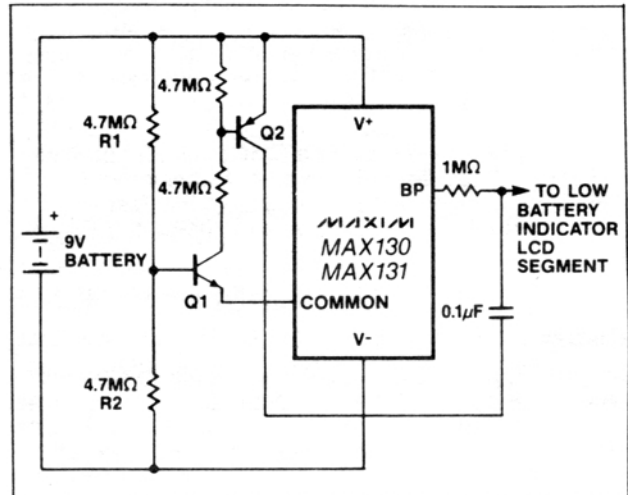 4.7MΩ
4.7MΩ
R1
Q2
V+
4.7MΩ
1MΩ
BP
TO LOW
BATTERY
INDICATOR
LCD
SEGMENT
+
9V
BATTERY
MAXIM
MAX130
MAX131
Q1
COMMON
0.1µF
V-
4.7MΩ
R2